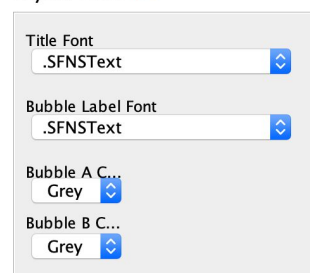 Title Font
.SFNSText
Bubble Label Font
.SFNSText
Bubble A C...
Grey
Bubble B C...
Grey